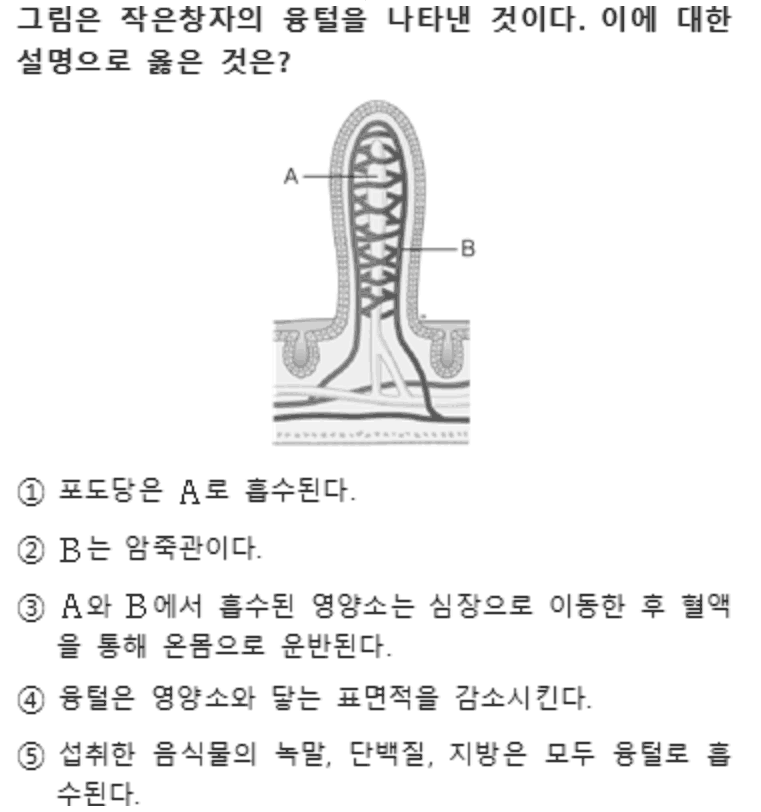 그림은 작은창자의 융털을 나타낸 것이다. 이에 대한
설명으로 옳은 것은?
A
B
① 포도당은 A로 흡수된다.
② B는 암죽관이다.
③ A와 B에서 흡수된 영양소는 심장으로 이동한 후 혈액
을 통해 온몸으로 운반된다.
④ 융털은 영양소와 닿는 표면적을 감소시킨다.
⑤ 섭취한 음식물의 녹말, 단백질, 지방은 모두 융털로 흡
수된다.